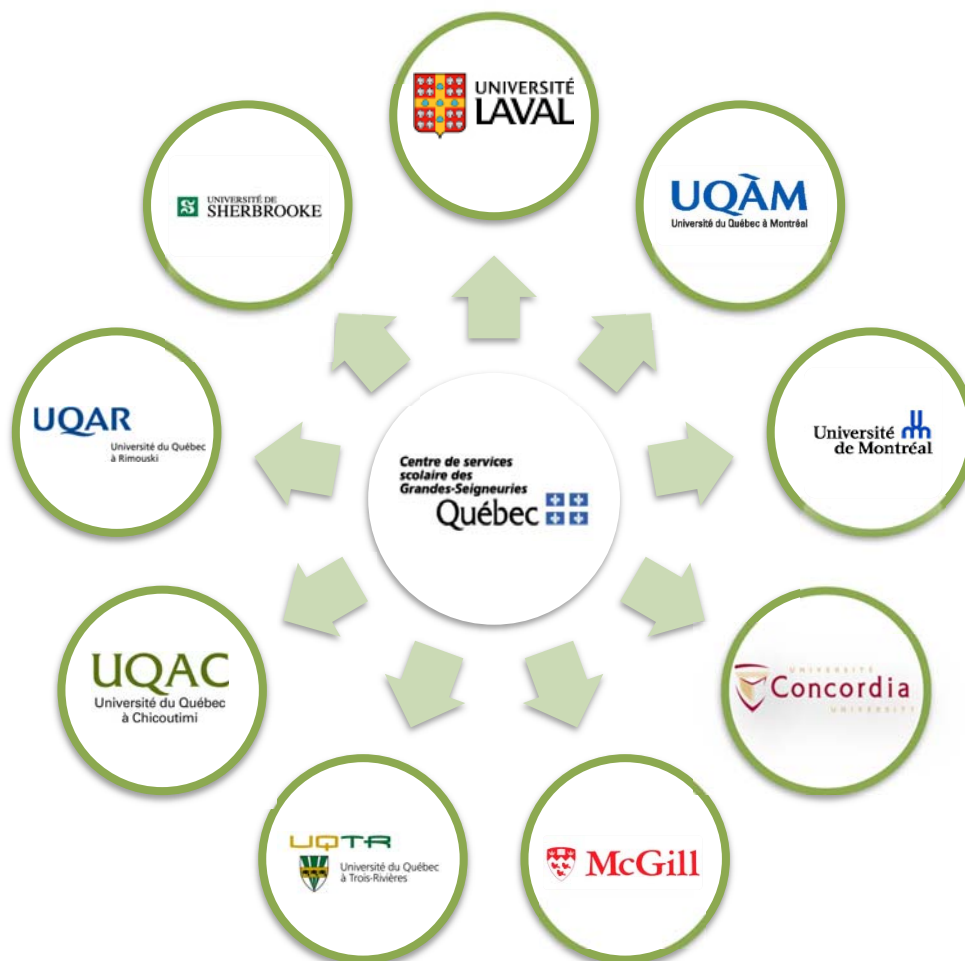 UNIVERSITÉ
LAVAL
UQÀM
Université du Québec à Montréal
Université
de Montréal
UNIVERSITÉ
Concordia
UNIVERSITY
McGill
UQTR
Université du Québec
à Trois-Rivières
UQAC
Université du Québec
à Chicoutimi
UQAR
Université du Québec
à Rimouski
UNIVERSITÉ DE
SHERBROOKE
Centre de services
scolaire des
Grandes-Seigneuries
Québec